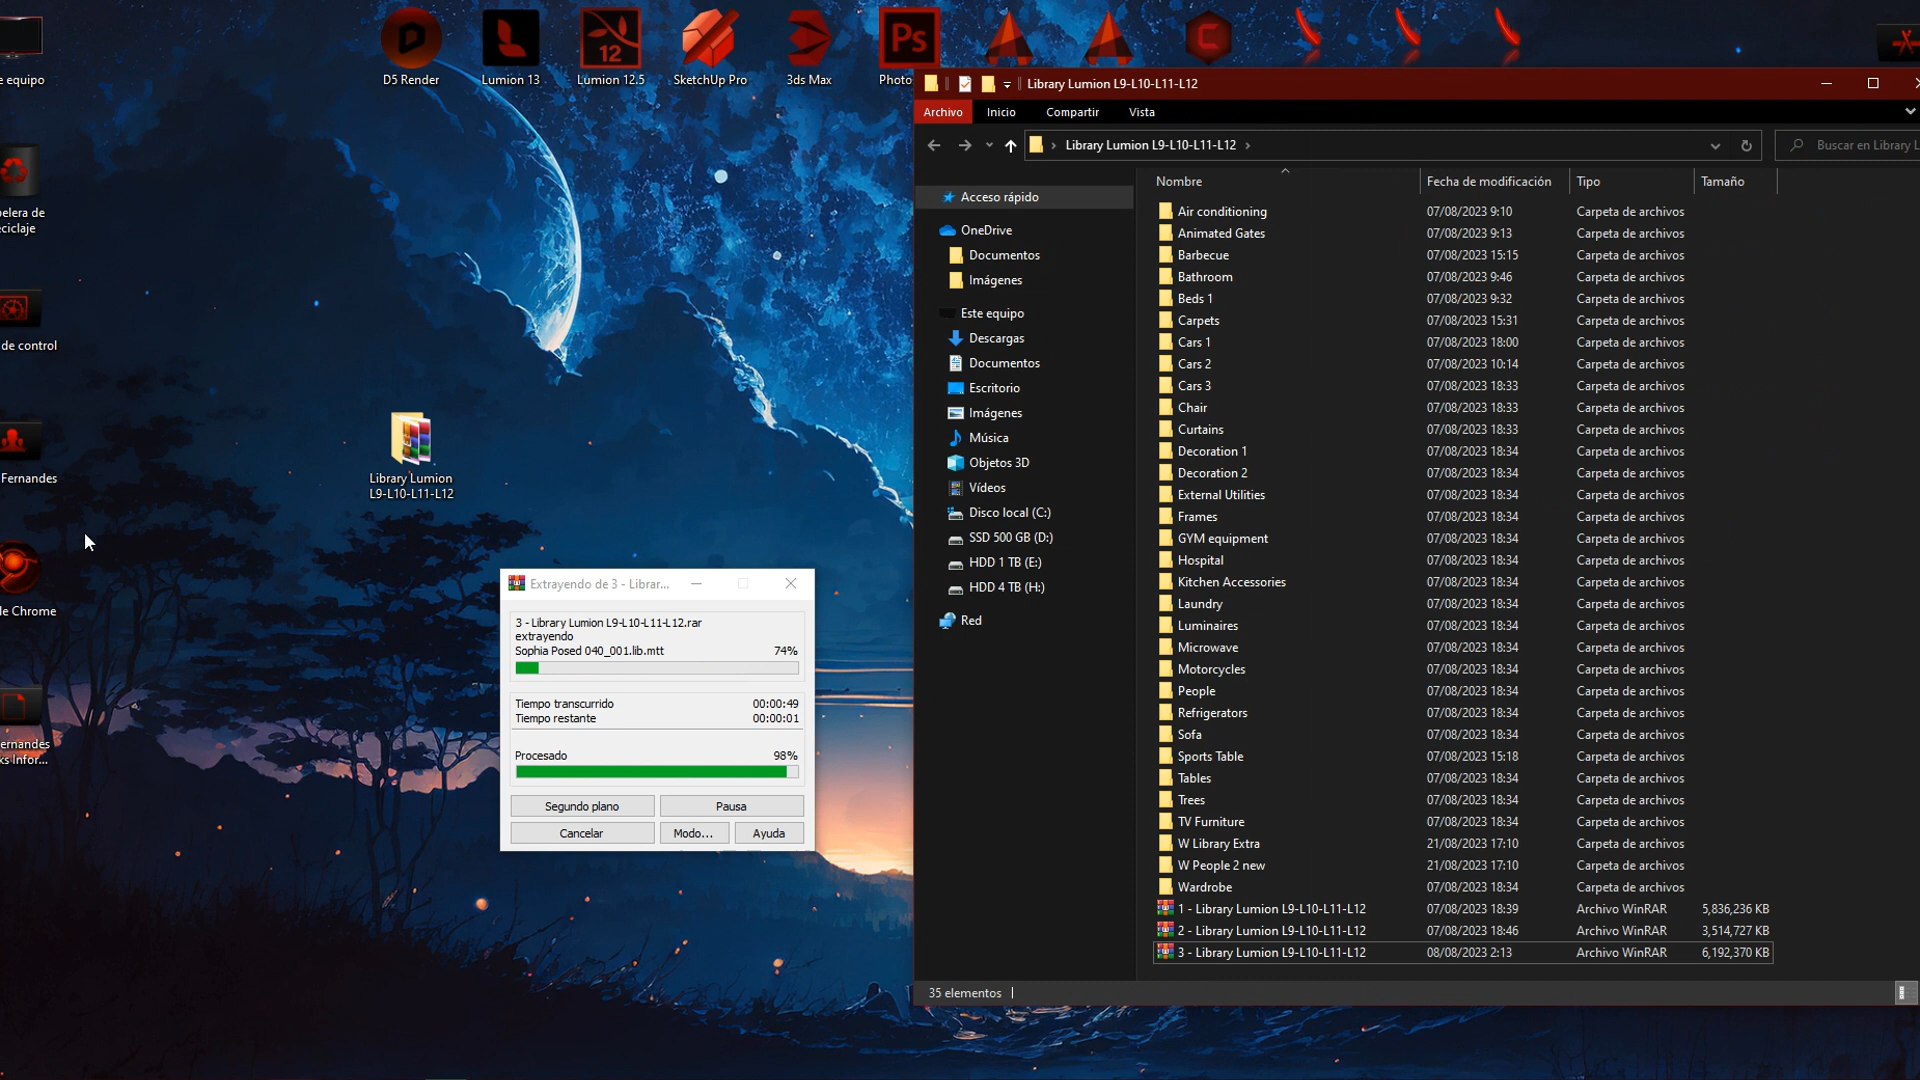 e equipo
D5 Render
Lumion 13
12
Lumion 12.5
SketchUp Pro
3ds Max
Ps
Photo
C
elera de
eciclaje
de control
Fernandes
le Chrome
ernandes
ks Infor...
Library Lumion
L9-L10-L11-L12
Extrayendo de 3 - Librar...
3 - Library Lumion L9-L10-L11-L12.rar
extrayendo
Sophia Posed 040_001.lib.mtt 74%
Tiempo transcurrido 00:00:49
Tiempo restante 00:00:01
Procesado 98%
Segundo plano Pausa
Cancelar Modo... Ayuda
Library Lumion L9-L10-L11-L12
Archivo Inicio Compartir Vista
Library Lumion L9-L10-L11-L12
Buscar en Library L
Acceso rápido
OneDrive
Documentos
Imágenes
Este equipo
Descargas
Documentos
Escritorio
Imágenes
Música
Objetos 3D
Vídeos
Disco local (C:)
SSD 500 GB (D:)
HDD 1 TB (E:)
HDD 4 TB (H:)
Red
Nombre Fecha de modificación Tipo Tamaño
Air conditioning 07/08/2023 9:10 Carpeta de archivos
Animated Gates 07/08/2023 9:13 Carpeta de archivos
Barbecue 07/08/2023 15:15 Carpeta de archivos
Bathroom 07/08/2023 9:46 Carpeta de archivos
Beds 1 07/08/2023 9:32 Carpeta de archivos
Carpets 07/08/2023 15:31 Carpeta de archivos
Cars 1 07/08/2023 18:00 Carpeta de archivos
Cars 2 07/08/2023 10:14 Carpeta de archivos
Cars 3 07/08/2023 18:33 Carpeta de archivos
Chair 07/08/2023 18:33 Carpeta de archivos
Curtains 07/08/2023 18:33 Carpeta de archivos
Decoration 1 07/08/2023 18:34 Carpeta de archivos
Decoration 2 07/08/2023 18:34 Carpeta de archivos
External Utilities 07/08/2023 18:34 Carpeta de archivos
Frames 07/08/2023 18:34 Carpeta de archivos
GYM equipment 07/08/2023 18:34 Carpeta de archivos
Hospital 07/08/2023 18:34 Carpeta de archivos
Kitchen Accessories 07/08/2023 18:34 Carpeta de archivos
Laundry 07/08/2023 18:34 Carpeta de archivos
Luminaires 07/08/2023 18:34 Carpeta de archivos
Microwave 07/08/2023 18:34 Carpeta de archivos
Motorcycles 07/08/2023 18:34 Carpeta de archivos
People 07/08/2023 18:34 Carpeta de archivos
Refrigerators 07/08/2023 18:34 Carpeta de archivos
Sofa 07/08/2023 18:34 Carpeta de archivos
Sports Table 07/08/2023 15:18 Carpeta de archivos
Tables 07/08/2023 18:34 Carpeta de archivos
Trees 07/08/2023 18:34 Carpeta de archivos
TV Furniture 07/08/2023 18:34 Carpeta de archivos
W Library Extra 21/08/2023 17:10 Carpeta de archivos
W People 2 new 21/08/2023 17:10 Carpeta de archivos
Wardrobe 07/08/2023 18:34 Carpeta de archivos
1 - Library Lumion L9-L10-L11-L12 07/08/2023 18:39 Archivo WinRAR 5,836,236 KB
2 - Library Lumion L9-L10-L11-L12 07/08/2023 18:46 Archivo WinRAR 3,514,727 KB
3 - Library Lumion L9-L10-L11-L12 08/08/2023 2:13 Archivo WinRAR 6,192,370 KB
35 elementos